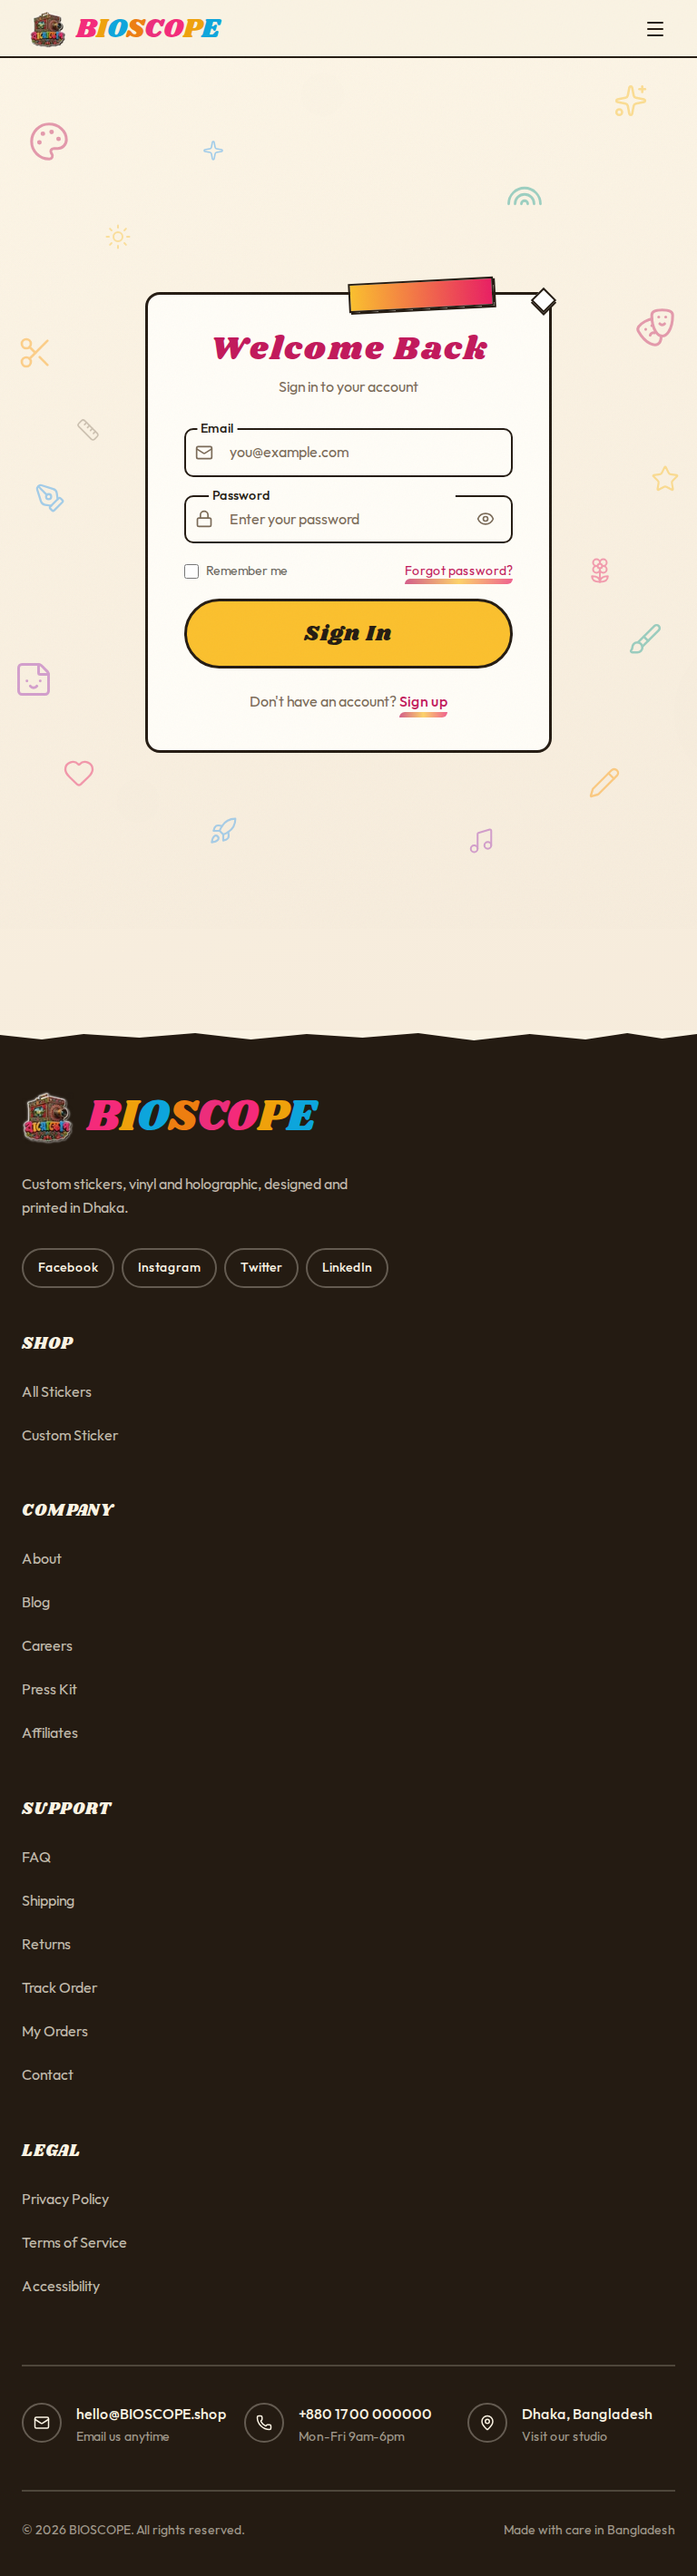 BIOSCOPE
Welcome Back
Sign in to your account
Email
you@example.com
Password
Enter your password
Remember me
Forgot password?
Sign In
Don't have an account? Sign up
BIOSCOPE
Custom stickers, vinyl and holographic, designed and
printed in Dhaka.
Facebook
Instagram
Twitter
LinkedIn
SHOP
All Stickers
Custom Sticker
COMPANY
About
Blog
Careers
Press Kit
Affiliates
SUPPORT
FAQ
Shipping
Returns
Track Order
My Orders
Contact
LEGAL
Privacy Policy
Terms of Service
Accessibility
hello@BIOSCOPE.shop
Email us anytime
+880 1700 000000
Mon-Fri 9am-6pm
Dhaka, Bangladesh
Visit our studio
© 2026 BIOSCOPE. All rights reserved.
Made with care in Bangladesh